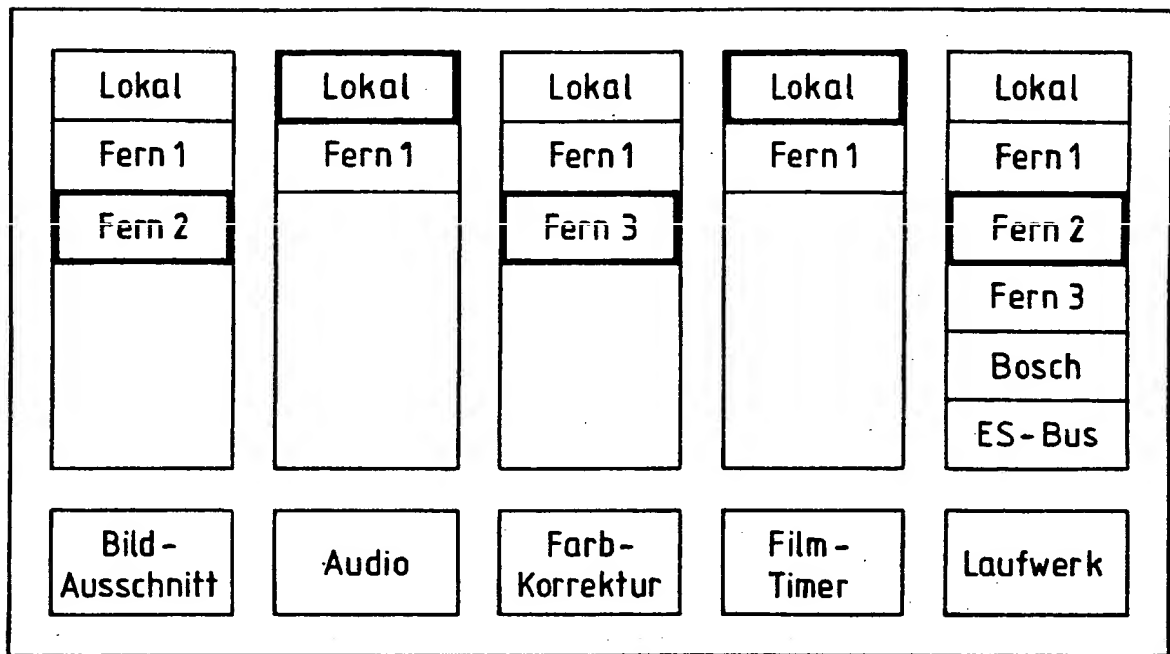 Lokal
Fern 1
Fern 2
Lokal
Fern 1
Lokal
Fern 1
Fern 3
Lokal
Fern 1
Lokal
Fern 1
Fern 2
Fern 3
Bosch
ES-Bus
Bild-
Ausschnitt
Audio
Farb-
Korrektur
Film-
Timer
Laufwerk